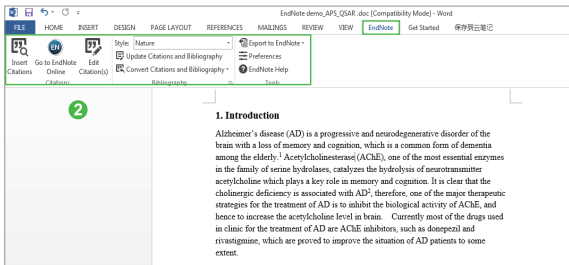 EndNote demo_APS_QSAR .doc [Compatibility Mode] - Word
FILE HOME INSERT DESIGN PAGE LAYOUT REFERENCES MAILINGS REVIEW VIEW EndNote Get Started 保存到云笔记
Insert Citations
EN
Go to EndNote Online
Edit Citation(s)
Citations
Style: Nature
Update Citations and Bibliography
Convert Citations and Bibliography
Bibliography
Export to EndNote
Preferences
EndNote Help
Tools
2
1. Introduction
Alzheimer's disease (AD) is a progressive and neurodegenerative disorder of the
brain with a loss of memory and cognition, which is a common form of dementia
among the elderly.1 Acetylcholinesterase (AChE), one of the most essential enzymes
in the family of serine hydrolases, catalyzes the hydrolysis of neurotransmitter
acetylcholine which plays a key role in memory and cognition. It is clear that the
cholinergic deficiency is associated with AD2, therefore, one of the major therapeutic
strategies for the treatment of AD is to inhibit the biological activity of AChE, and
hence to increase the acetylcholine level in brain. Currently most of the drugs used
in clinic for the treatment of AD are AChE inhibitors, such as donepezil and
rivastigmine, which are proved to improve the situation of AD patients to some
extent.